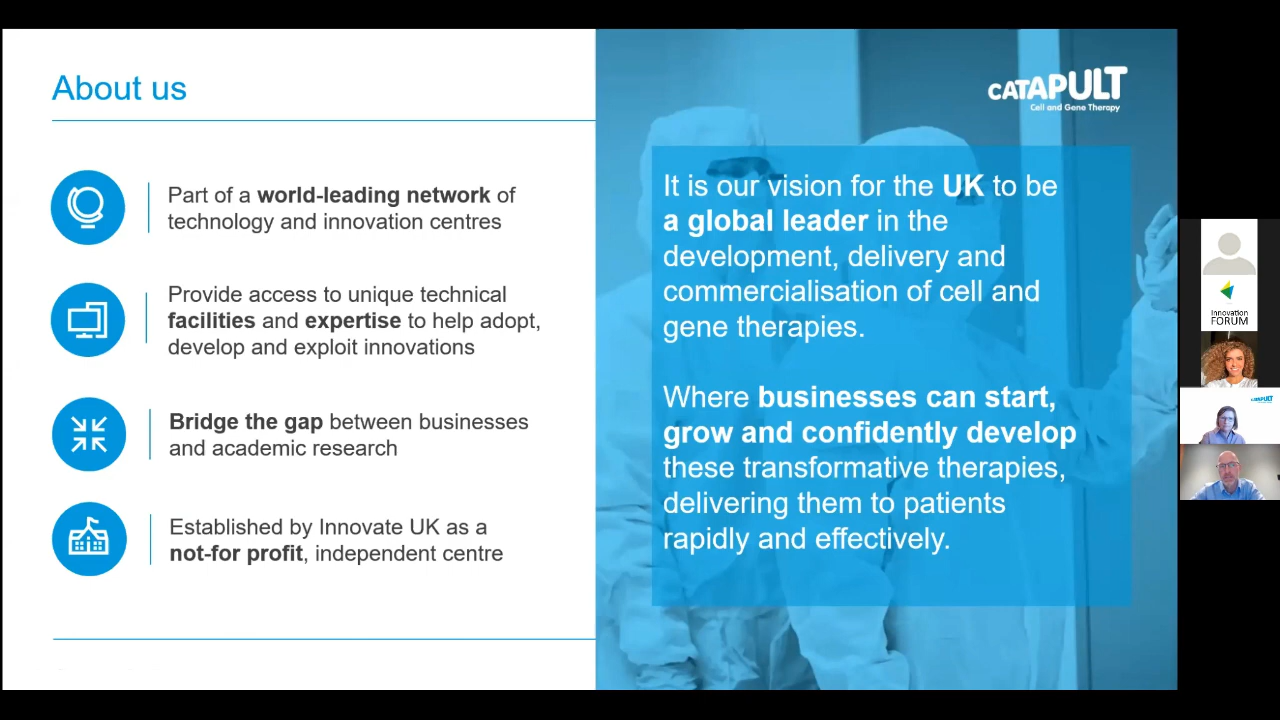 About us
Part of a world-leading network of
technology and innovation centres
Provide access to unique technical
facilities and expertise to help adopt,
develop and exploit innovations
Bridge the gap between businesses
and academic research
Established by Innovate UK as a
not-for profit, independent centre
CATAPULT
Cell and Gene Therapy
It is our vision for the UK to be
a global leader in the
development, delivery and
commercialisation of cell and
gene therapies.
Where businesses can start,
grow and confidently develop
these transformative therapies,
delivering them to patients
rapidly and effectively.
Innovation
FORUM
CATAPULT